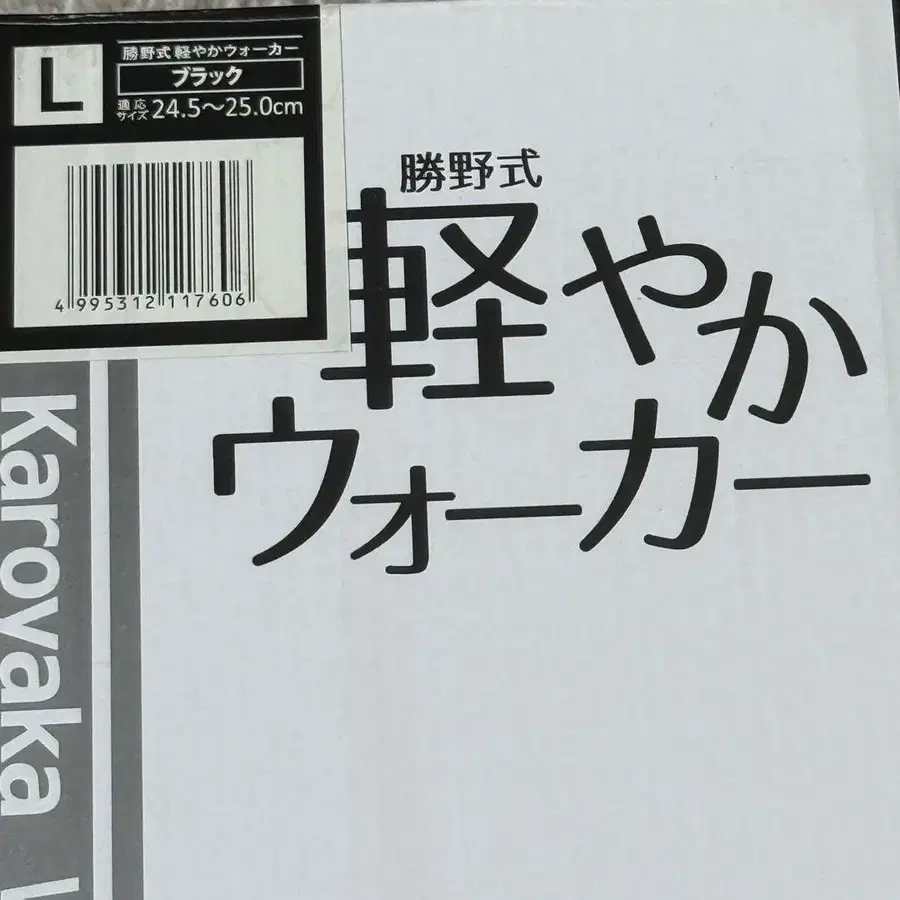 L
勝野式 軽やかウォーカー
ブラック
適応サイズ 24.5～25.0cm
4 995312 117606
勝野式
軽やか
ウォーカー
Karoyaka